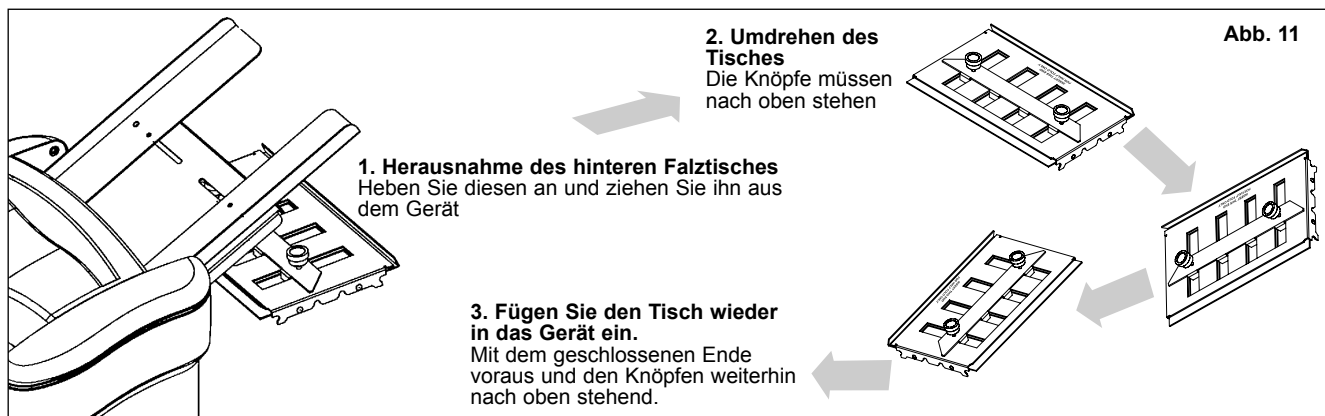 Abb. 11
2. Umdrehen des
Tisches
Die Knöpfe müssen
nach oben stehen
1. Herausnahme des hinteren Falztisches
Heben Sie diesen an und ziehen Sie ihn aus
dem Gerät
3. Fügen Sie den Tisch wieder
in das Gerät ein.
Mit dem geschlossenen Ende
voraus und den Knöpfen weiterhin
nach oben stehend.